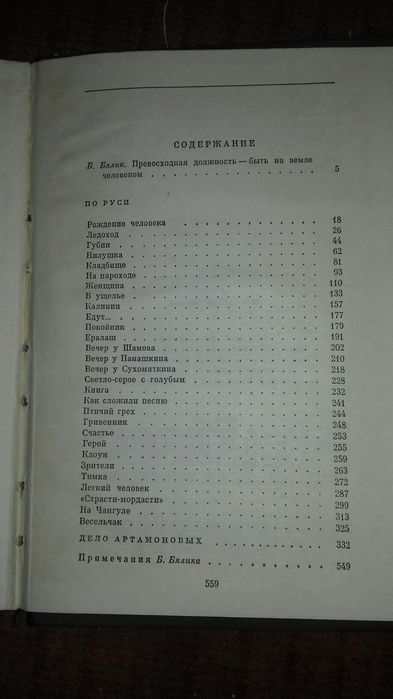 СОДЕРЖАНИЕ
Б. Бялик. Превосходная должность — быть на земле
человеком . . . . . . . . . . . . . . . . 5
ПО РУСИ
Рождение человека . . . . . . . . . . . 18
Ледоход . . . . . . . . . . . . . . . 26
Губин . . . . . . . . . . . . . . . 44
Нилушка . . . . . . . . . . . . . . . 62
Кладбище . . . . . . . . . . . . . . . 81
На пароходе . . . . . . . . . . . . . 93
Женщина . . . . . . . . . . . . . . . 110
В ущелье . . . . . . . . . . . . . . . 133
Калинин . . . . . . . . . . . . . . . 157
Едут... . . . . . . . . . . . . . . . 177
Покойник . . . . . . . . . . . . . . . 179
Ералаш . . . . . . . . . . . . . . . 191
Вечер у Шамова . . . . . . . . . . . . 202
Вечер у Панашкина . . . . . . . . . . . 210
Вечер у Сухомяткина . . . . . . . . . . 218
Светло-серое с голубым . . . . . . . . . 228
Книга . . . . . . . . . . . . . . . 232
Как сложили песню . . . . . . . . . . . 241
Птичий грех . . . . . . . . . . . . . 244
Гривенник . . . . . . . . . . . . . . 248
Счастье . . . . . . . . . . . . . . . 253
Герой . . . . . . . . . . . . . . . 255
Клоун . . . . . . . . . . . . . . . 259
Зрители . . . . . . . . . . . . . . . 263
Тимка . . . . . . . . . . . . . . . 272
Легкий человек . . . . . . . . . . . . 287
«Страсти-мордасти» . . . . . . . . . . . 299
На Чангуле . . . . . . . . . . . . . . 313
Весельчак . . . . . . . . . . . . . . 325
ДЕЛО АРТАМОНОВЫХ . . . . . . . . . . . 332
Примечания Б. Бялика . . . . . . . . . . 549
559